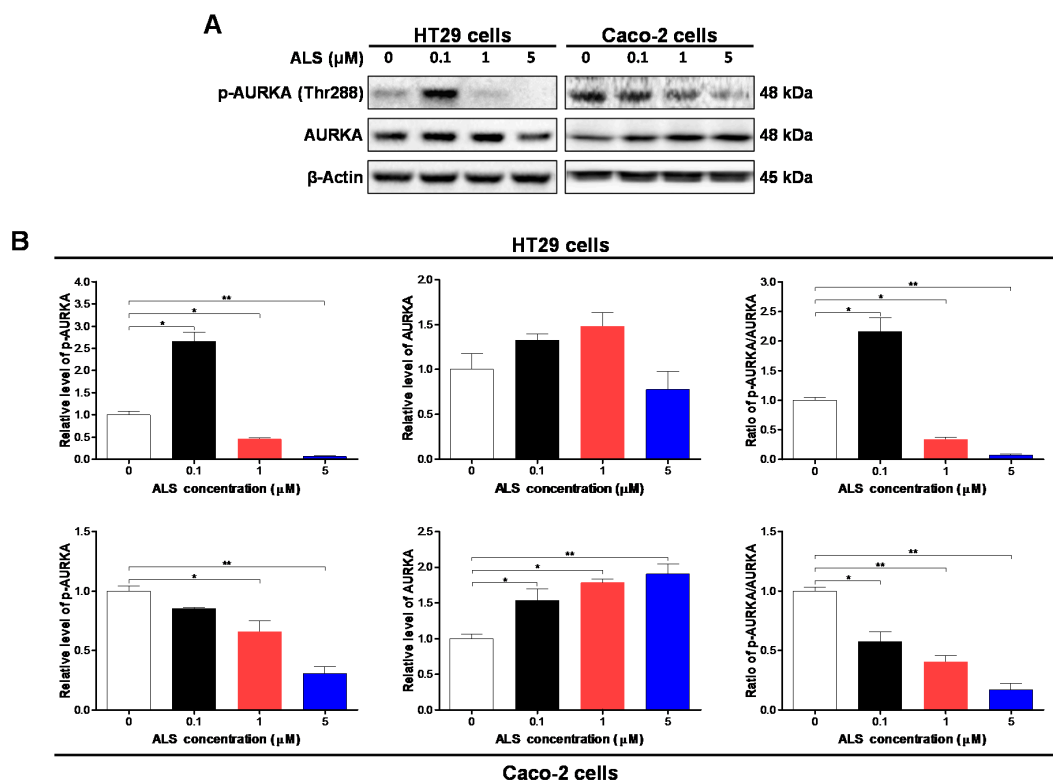 A
HT29 cells Caco-2 cells
ALS (μM) 0 0.1 1 5 0 0.1 1 5
p-AURKA (Thr288) 48 kDa
AURKA 48 kDa
β-Actin 45 kDa
B
HT29 cells
Relative level of p-AURKA
4.0
3.5
3.0
2.5
2.0
1.5
1.0
0.5
0.0
**
*
*
0 0.1 1 5
ALS concentration (μM)
Relative level of AURKA
2.0
1.5
1.0
0.5
0.0
0 0.1 1 5
ALS concentration (μM)
Ratio of p-AURKA/AURKA
3.0
2.5
2.0
1.5
1.0
0.5
0.0
**
*
*
0 0.1 1 5
ALS concentration (μM)
Relative level of p-AURKA
1.5
1.0
0.5
0.0
**
*
0 0.1 1 5
ALS concentration (μM)
Relative level of AURKA
2.5
2.0
1.5
1.0
0.5
0.0
**
*
*
0 0.1 1 5
ALS concentration (μM)
Ratio of p-AURKA/AURKA
1.5
1.0
0.5
0.0
**
**
*
0 0.1 1 5
ALS concentration (μM)
Caco-2 cells